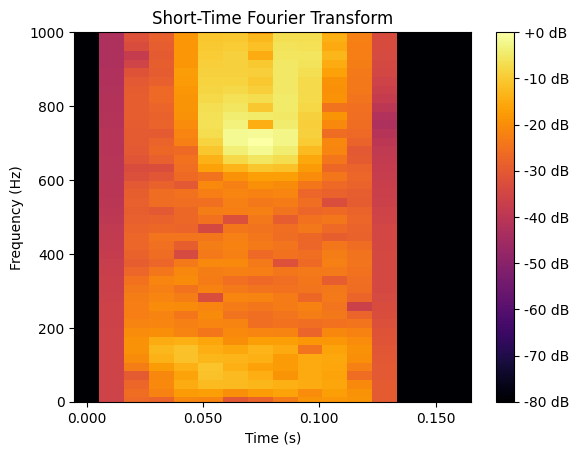 Short-Time Fourier Transform
Frequency (Hz)
1000
800
600
400
200
0
0.000
0.050
0.100
0.150
Time (s)
+0 dB
-10 dB
-20 dB
-30 dB
-40 dB
-50 dB
-60 dB
-70 dB
-80 dB